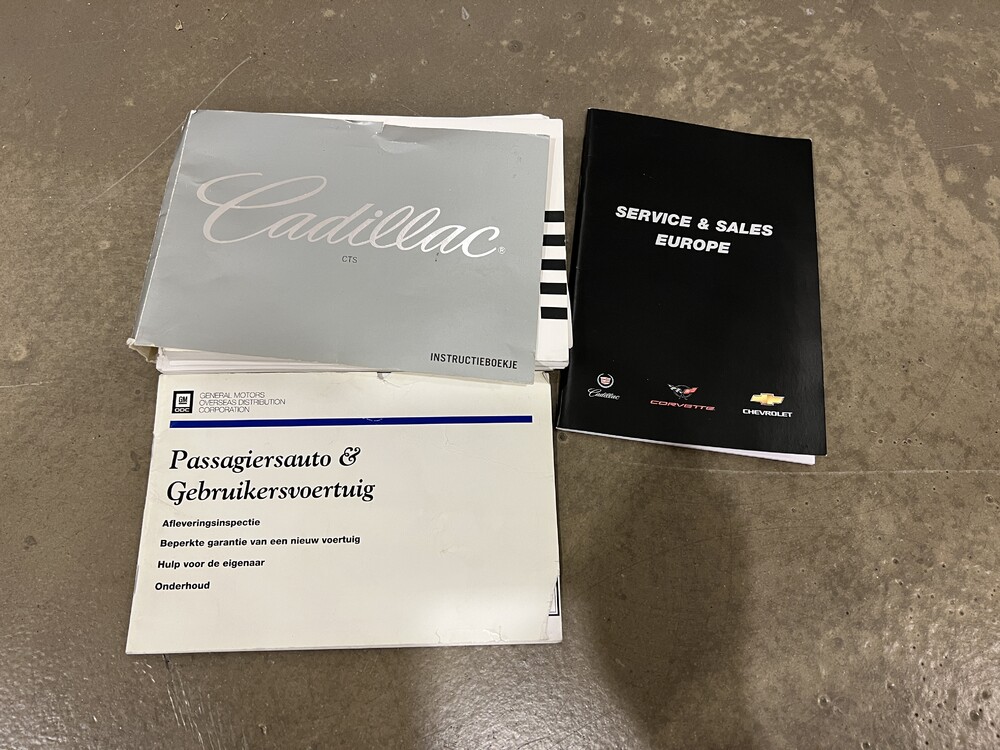 Cadillac®
CTS
INSTRUCTIEBOEKJE
SERVICE & SALES
EUROPE
Cadillac
CORVETTE
CHEVROLET
GM
ODC
GENERAL MOTORS
OVERSEAS DISTRIBUTION
CORPORATION
Passagiersauto &
Gebruikersvoertuig
Afleveringsinspectie
Beperkte garantie van een nieuw voertuig
Hulp voor de eigenaar
Onderhoud